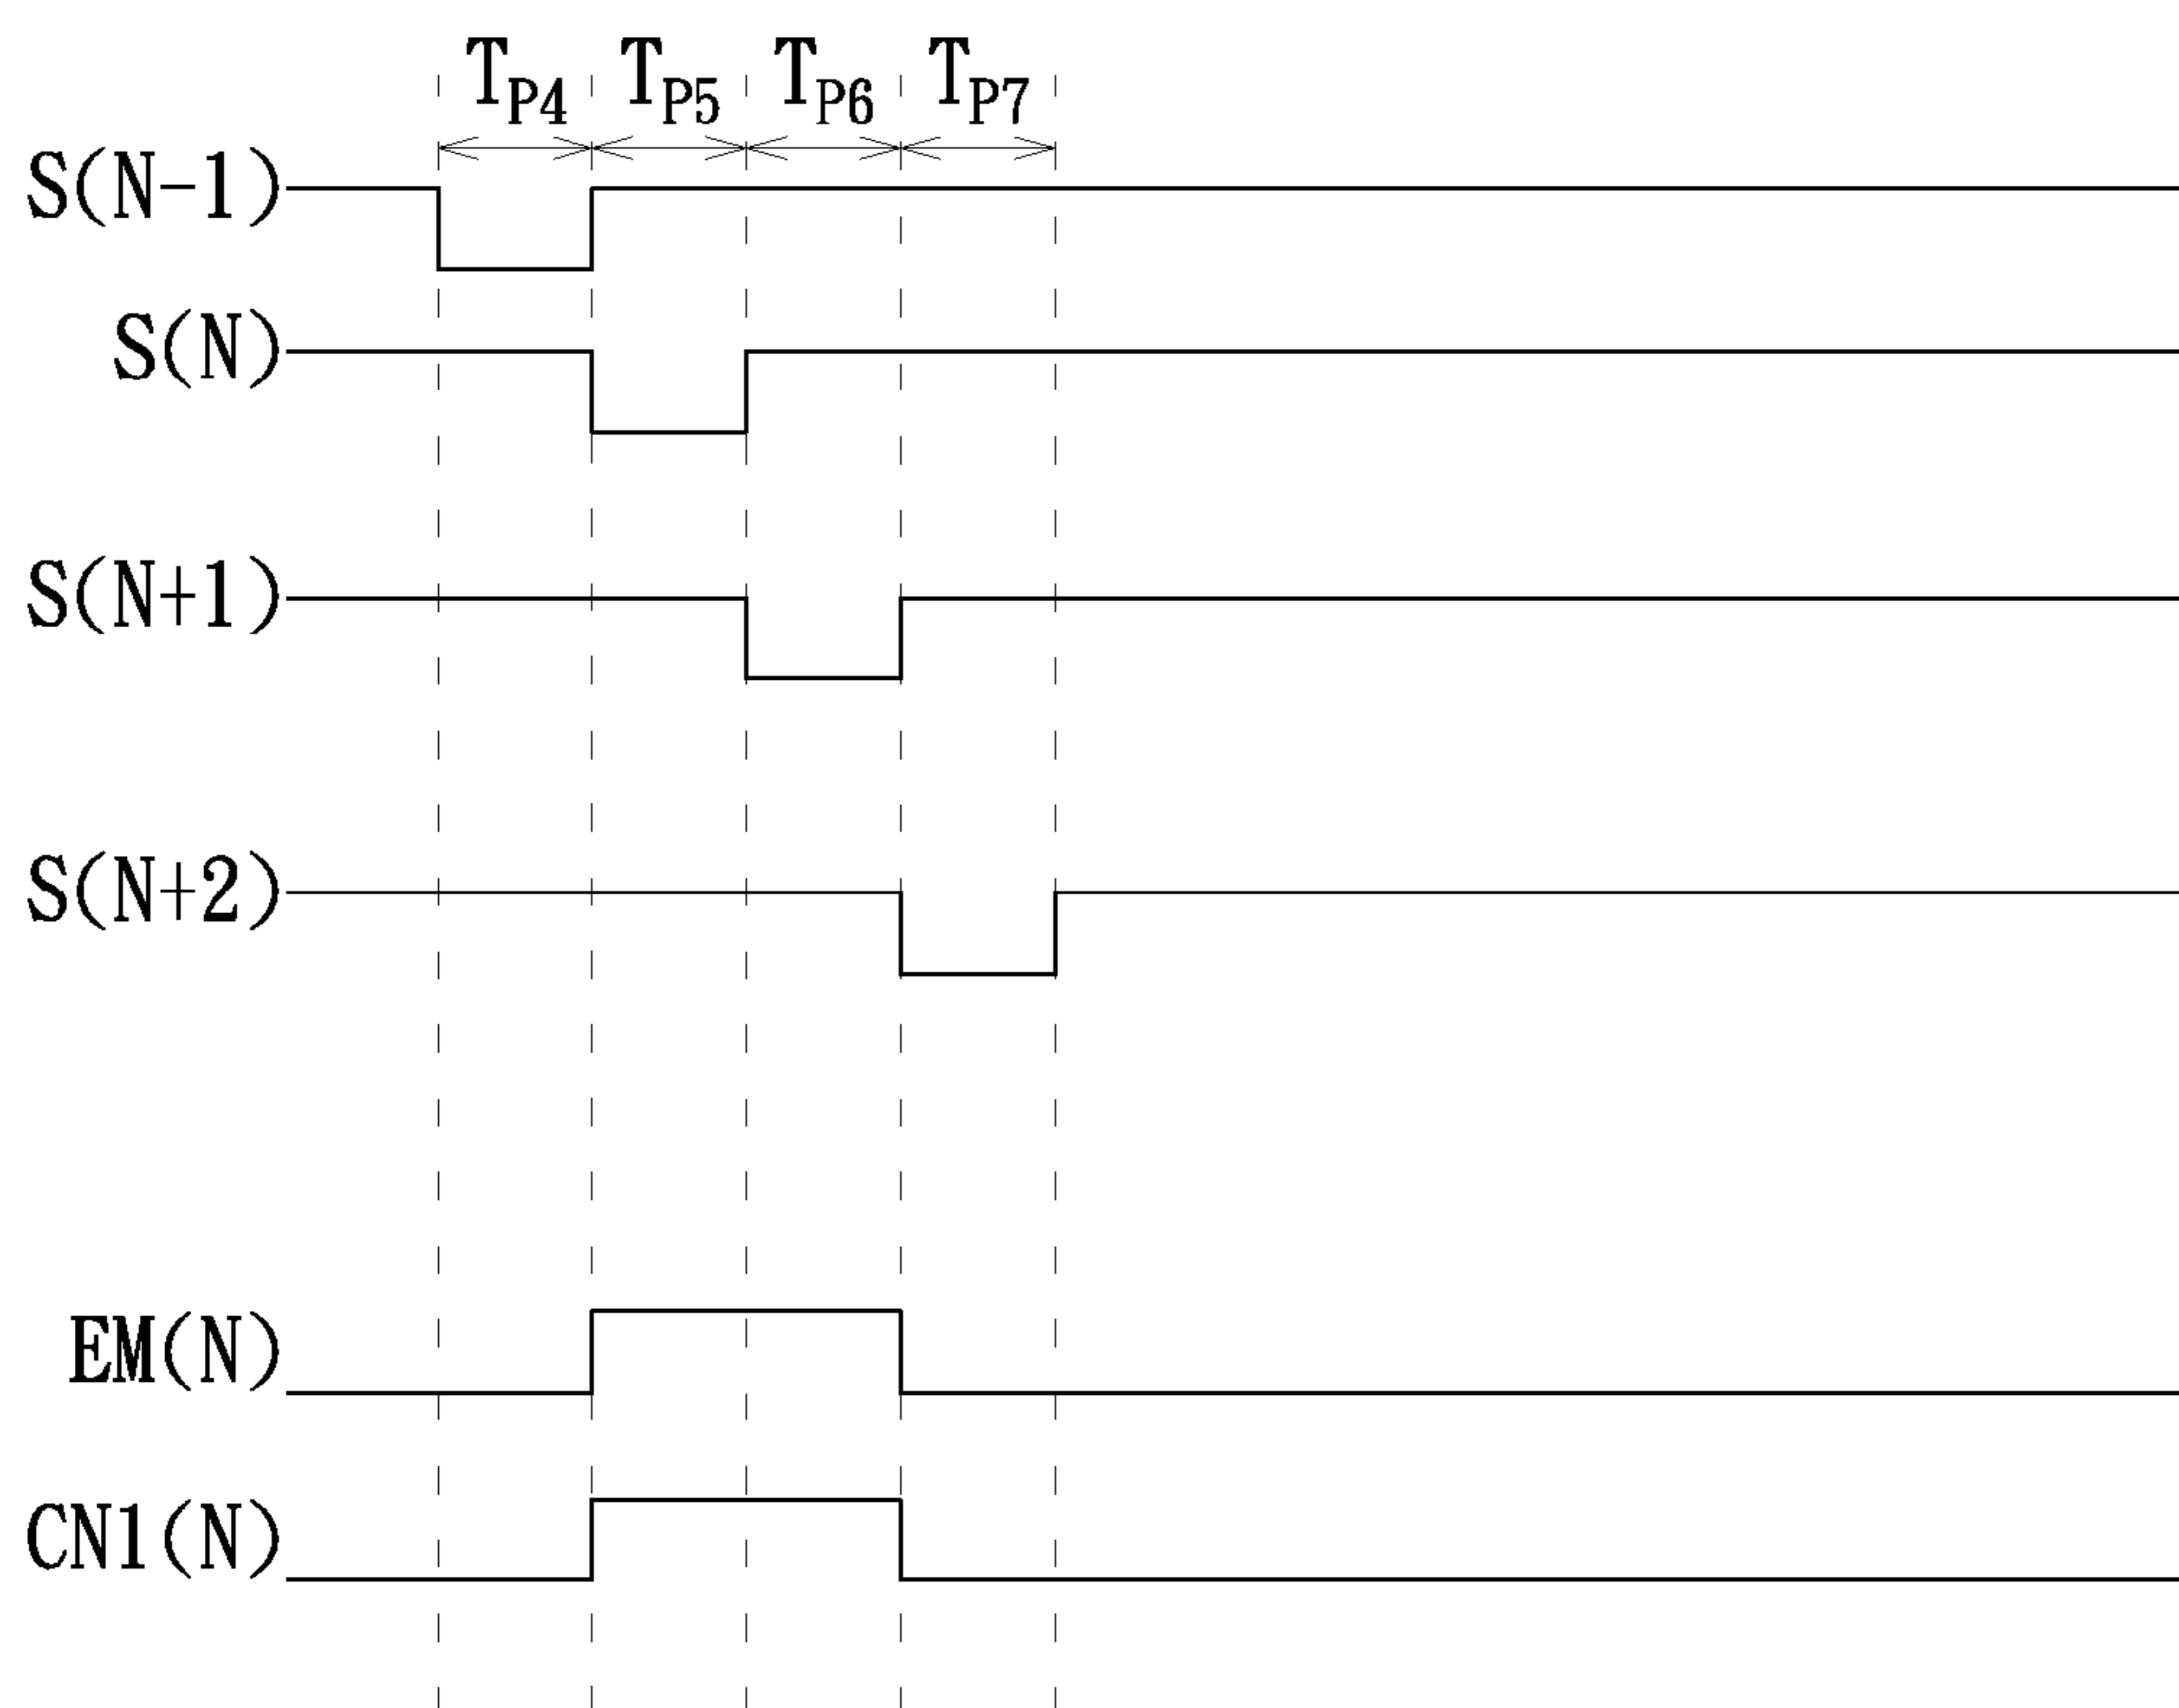 TP4 TP5 TP6 TP7
S(N-1)
S(N)
S(N+1)
S(N+2)
EM(N)
CN1(N)